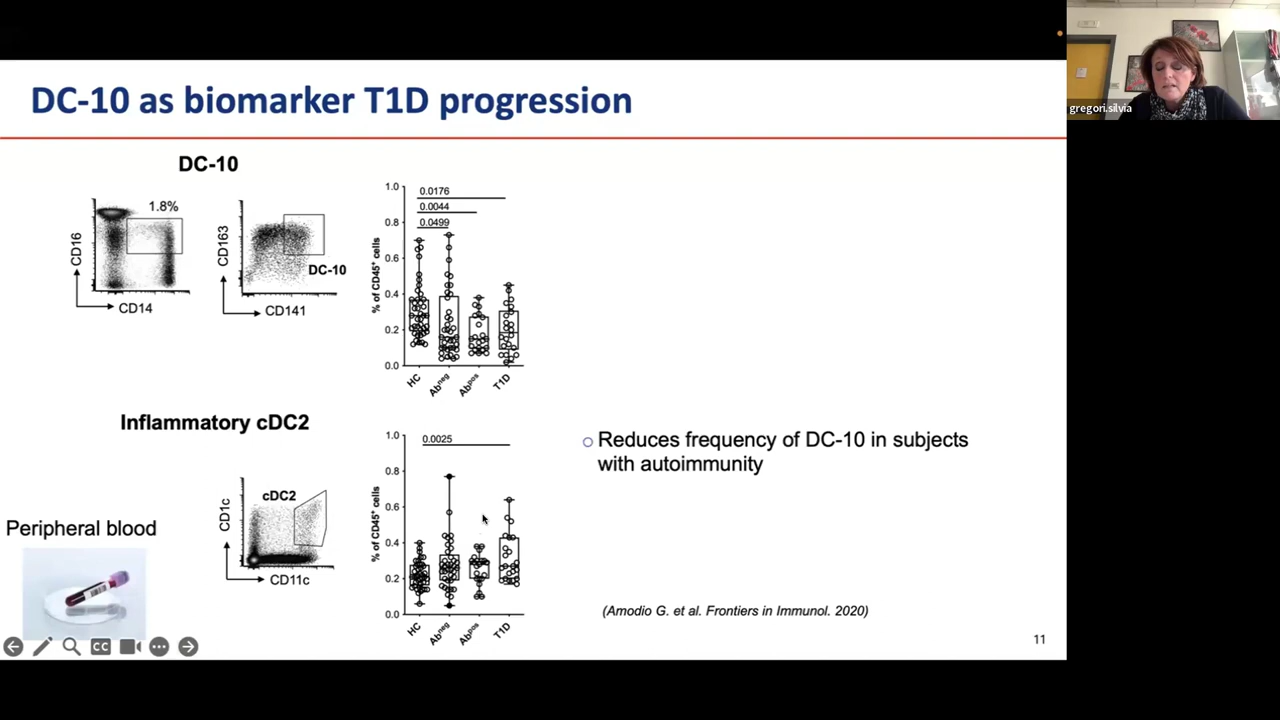 DC-10 as biomarker T1D progression
gregori.silvia
DC-10
1.8%
CD16
CD14
CD163
DC-10
CD141
% of CD45⁺ cells
1.0
0.8
0.6
0.4
0.2
0.0
0.0176
0.0044
0.0499
HC
Abneg
Abpos
T1D
Inflammatory cDC2
Peripheral blood
CD1c
cDC2
CD11c
% of CD45⁺ cells
1.0
0.8
0.6
0.4
0.2
0.0
0.0025
HC
Abneg
Abpos
T1D
Reduces frequency of DC-10 in subjects
with autoimmunity
(Amodio G. et al. Frontiers in Immunol. 2020)
CC
11